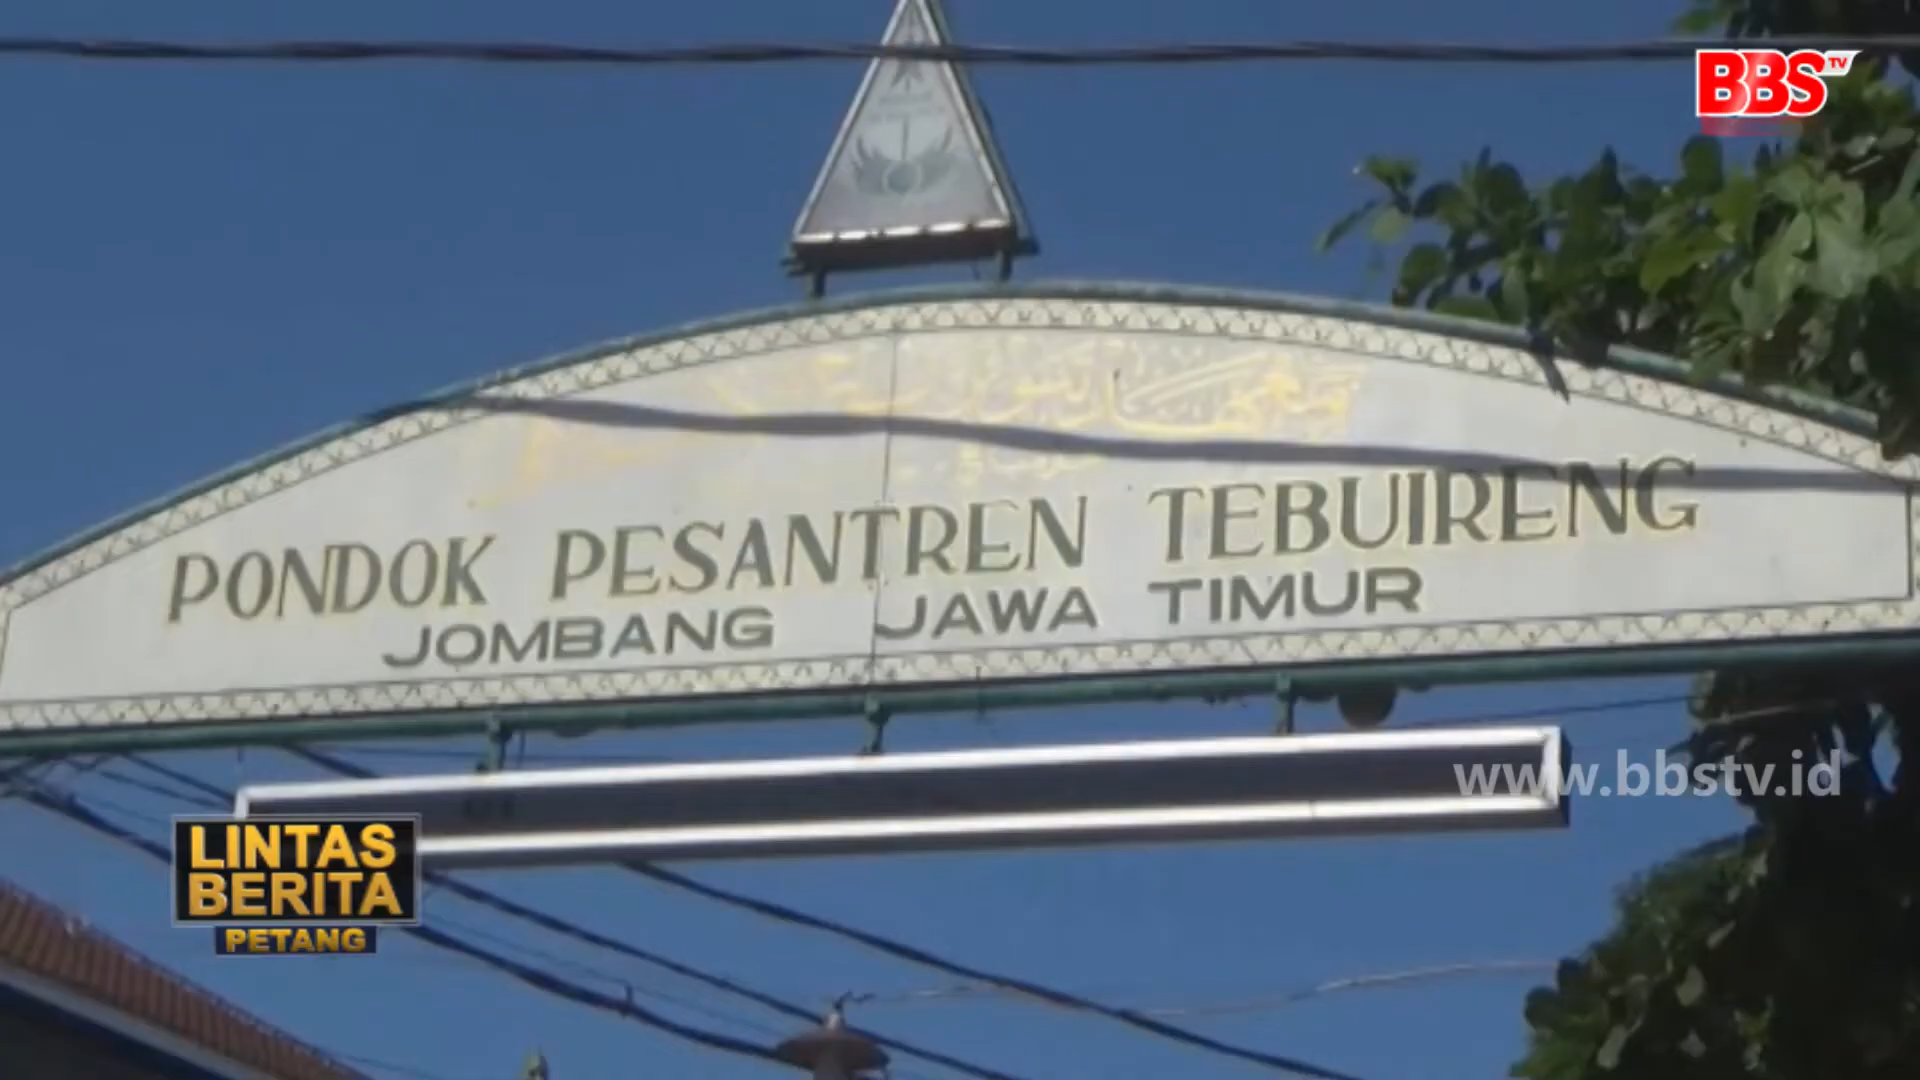 BBS TV
PONDOK PESANTREN TEBUIRENG
JOMBANG JAWA TIMUR
www.bbstv.id
LINTAS
BERITA
PETANG